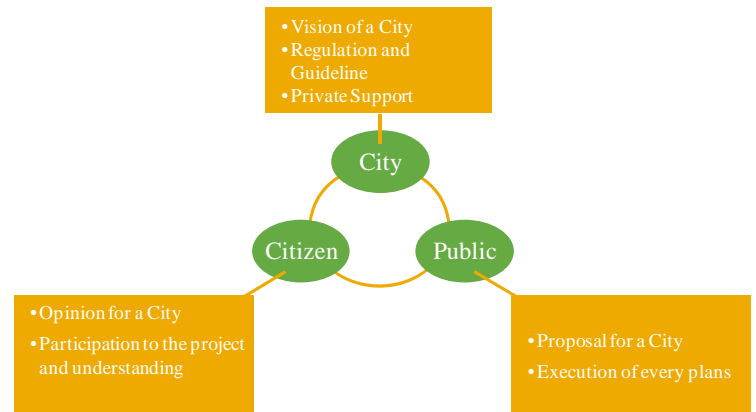 •Vision of a City
•Regulation and
Guideline
•Private Support
City
Citizen
Public
•Opinion for a City
•Participation to the project
and understanding
•Proposal for a City
•Execution of every plans